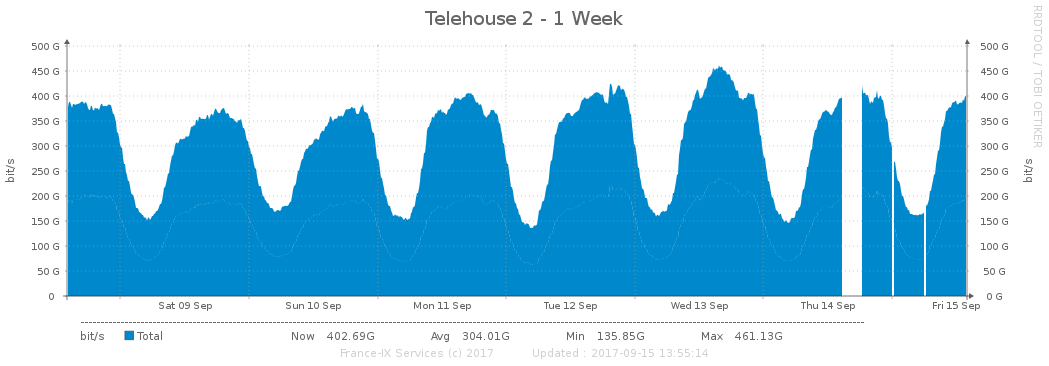 Telehouse 2 - 1 Week
RRDTOOL / TOBI OETIKER
bit/s
500 G 500 G
450 G 450 G
400 G 400 G
350 G 350 G
300 G 300 G
250 G 250 G
200 G 200 G
150 G 150 G
100 G 100 G
50 G 50 G
0 0 G
bit/s
Sat 09 Sep Sun 10 Sep Mon 11 Sep Tue 12 Sep Wed 13 Sep Thu 14 Sep Fri 15 Sep
bit/s Total Now 402.69G Avg 304.01G Min 135.85G Max 461.13G
France-IX Services (c) 2017 Updated : 2017-09-15 13:55:14